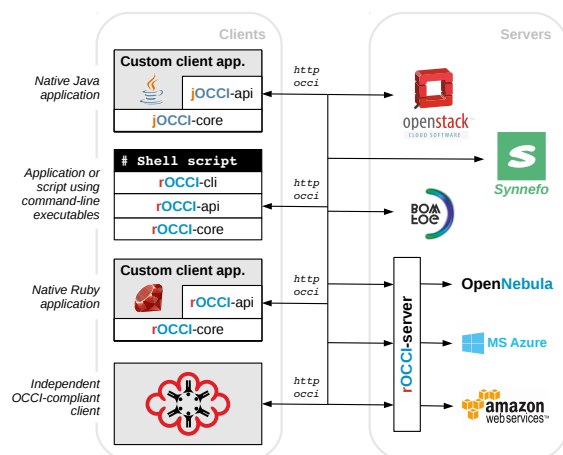 Clients
Servers
Native Java
application
Custom client app.
jOCCI-api
jOCCI-core
http
occi
openstack™
CLOUD SOFTWARE
Synnefo
Application or
script using
command-line
executables
# Shell script
rOCCI-cli
rOCCI-api
rOCCI-core
http
occi
Native Ruby
application
Custom client app.
rOCCI-api
rOCCI-core
http
occi
rOCCI-server
OpenNebula
MS Azure
Independent
OCCI-compliant
client
http
occi
amazon
webservices™